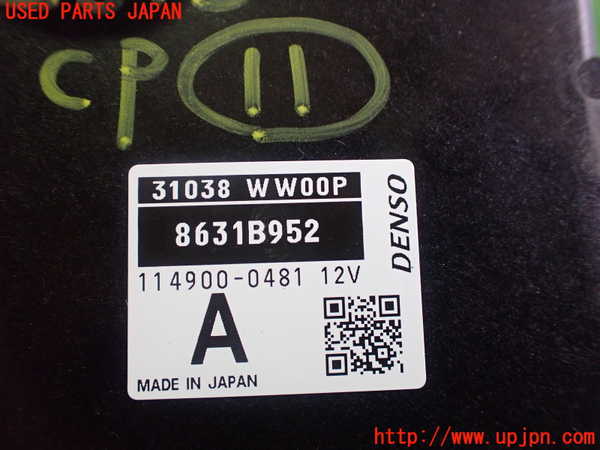 USED PARTS JAPAN
CP 11
31038 WW00P
8631B952
114900-0481 12V
DENSO
A
MADE IN JAPAN
http://www.upjpn.com/